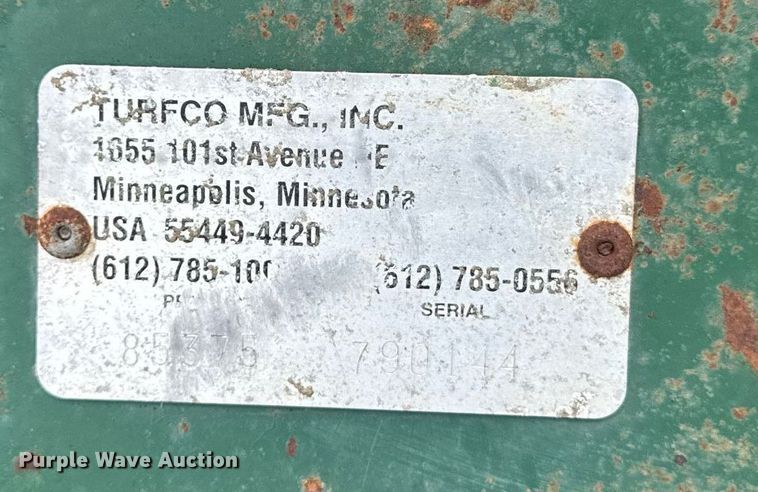 TURFCO MFG., INC.
1655 101st Avenue
Minneapolis, Minnesota
USA 55449-4420
(612) (612) 785-0556
SERIAL
85375 790144
Purple Wave Auction